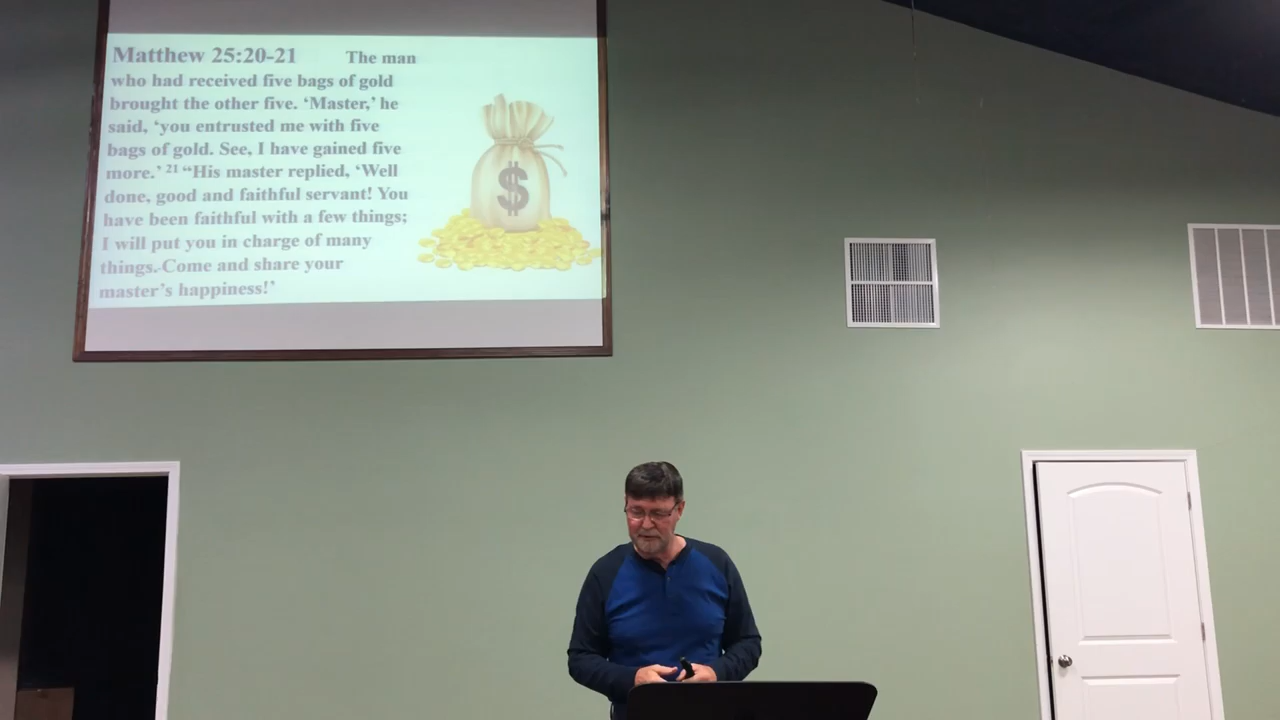 Matthew 25:20-21 The man
who had received five bags of gold
brought the other five. ‘Master,’ he
said, ‘you entrusted me with five
bags of gold. See, I have gained five
more.’ 21 “His master replied, ‘Well
done, good and faithful servant! You
have been faithful with a few things;
I will put you in charge of many
things. Come and share your
master’s happiness!’
$